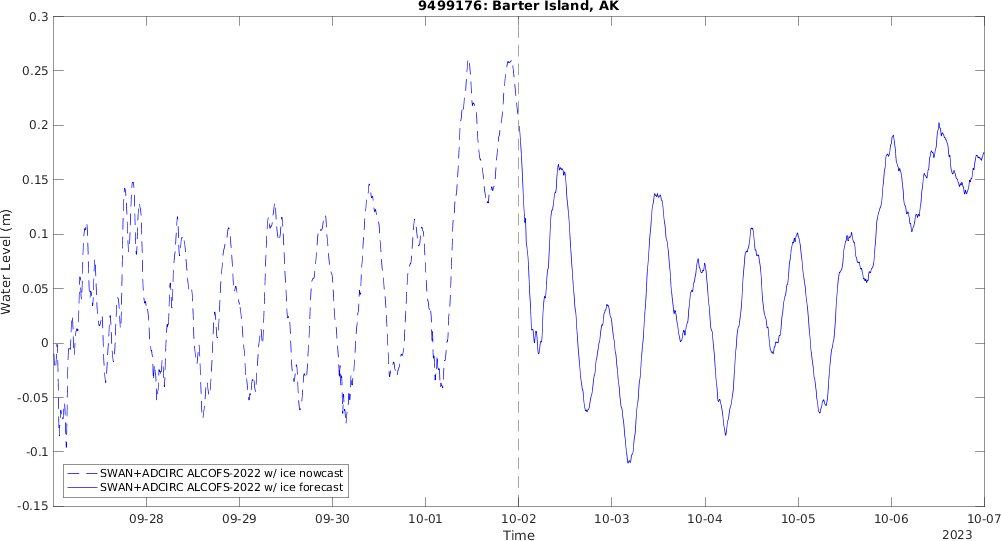 9499176: Barter Island, AK
0.3
0.25
0.2
0.15
0.1
0.05
0
-0.05
-0.1
-0.15
Water Level (m)
SWAN+ADCIRC ALCOFS-2022 w/ ice nowcast
SWAN+ADCIRC ALCOFS-2022 w/ ice forecast
09-28 09-29 09-30 10-01 10-02 10-03 10-04 10-05 10-06 10-07
Time
2023